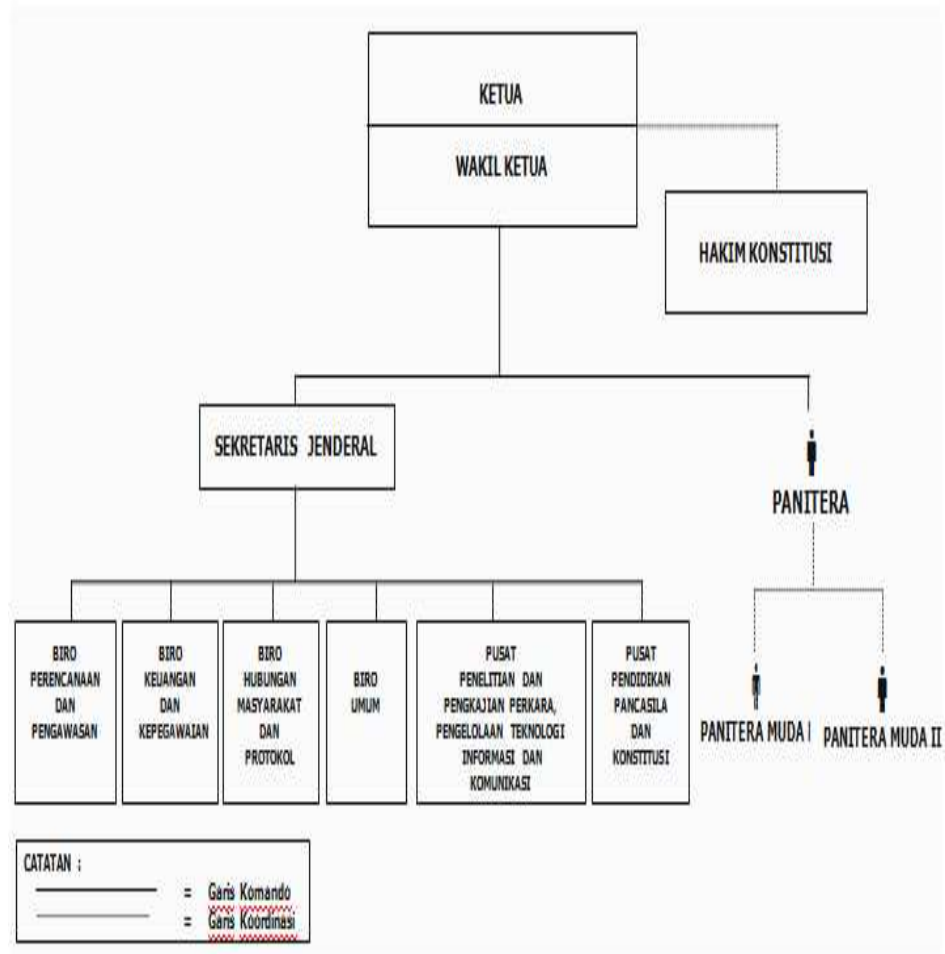 KETUA
WAKIL KETUA
HAKIM KONSTITUSI
SEKRETARIS JENDERAL
PANITERA
BIRO
PERENCANAAN
DAN
PENGAWASAN
BIRO
KEUANGAN
DAN
KEPEGAWAIAN
BIRO
HUBUNGAN
MASYARAKAT
DAN
PROTOKOL
BIRO
UMUM
PUSAT
PENELITIAN DAN
PENGKAJIAN PERKARA,
PENGELOLAAN TEKNOLOGI
INFORMASI DAN
KOMUNIKASI
PUSAT
PENDIDIKAN
PANCASILA
DAN
KONSTITUSI
PANITERA MUDA I
PANITERA MUDA II
CATATAN :
= Garis Komando
= Garis Koordinasi